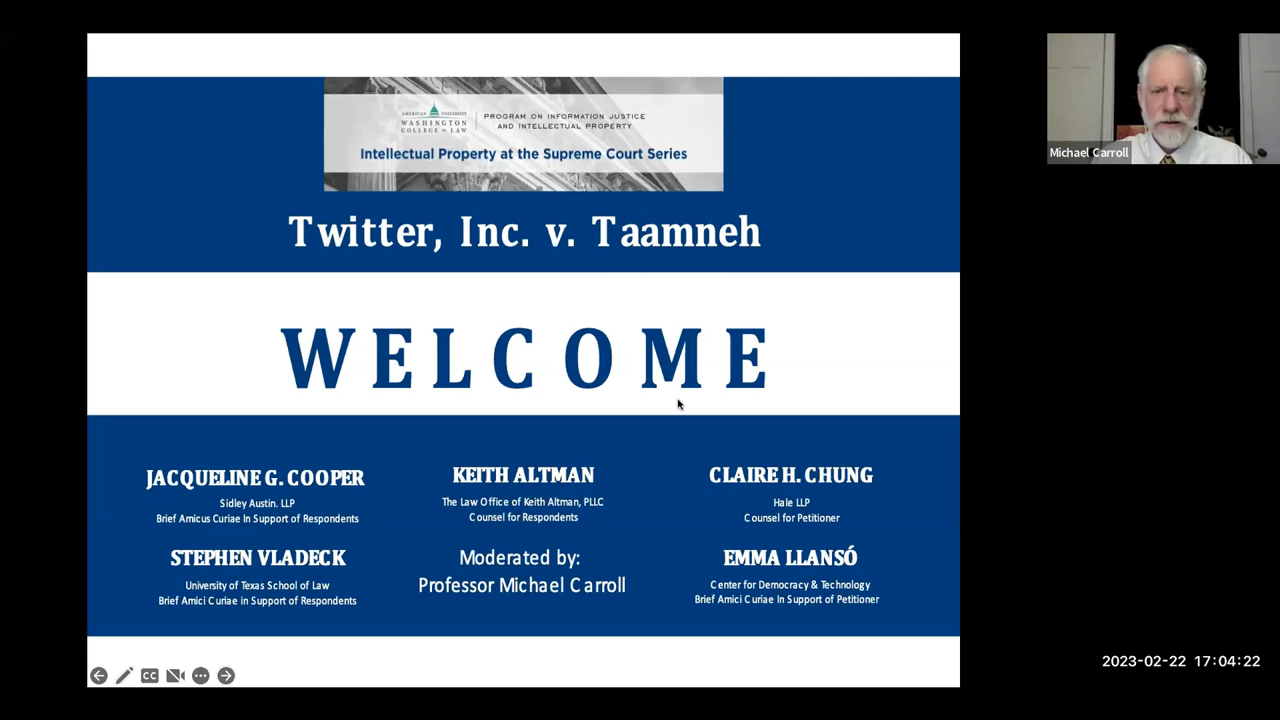 AMERICAN UNIVERSITY
WASHINGTON
COLLEGE OF LAW
PROGRAM ON INFORMATION JUSTICE
AND INTELLECTUAL PROPERTY
Intellectual Property at the Supreme Court Series
Twitter, Inc. v. Taamneh
WELCOME
JACQUELINE G. COOPER
Sidley Austin. LLP
Brief Amicus Curiae In Support of Respondents
KEITH ALTMAN
The Law Office of Keith Altman, PLLC
Counsel for Respondents
CLAIRE H. CHUNG
Hale LLP
Counsel for Petitioner
STEPHEN VLADECK
University of Texas School of Law
Brief Amici Curiae in Support of Respondents
Moderated by:
Professor Michael Carroll
EMMA LLANSÓ
Center for Democracy & Technology
Brief Amici Curiae In Support of Petitioner
CC
Michael Carroll
2023-02-22 17:04:22